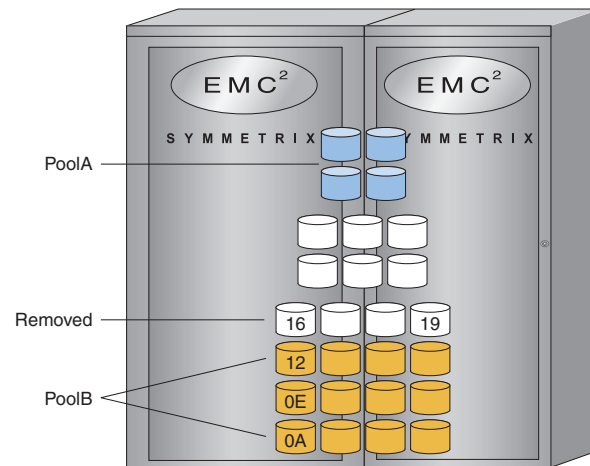 EMC²
EMC²
SYMMETRIX
YMMETRIX
PoolA
Removed
16
19
12
PoolB
0E
0A